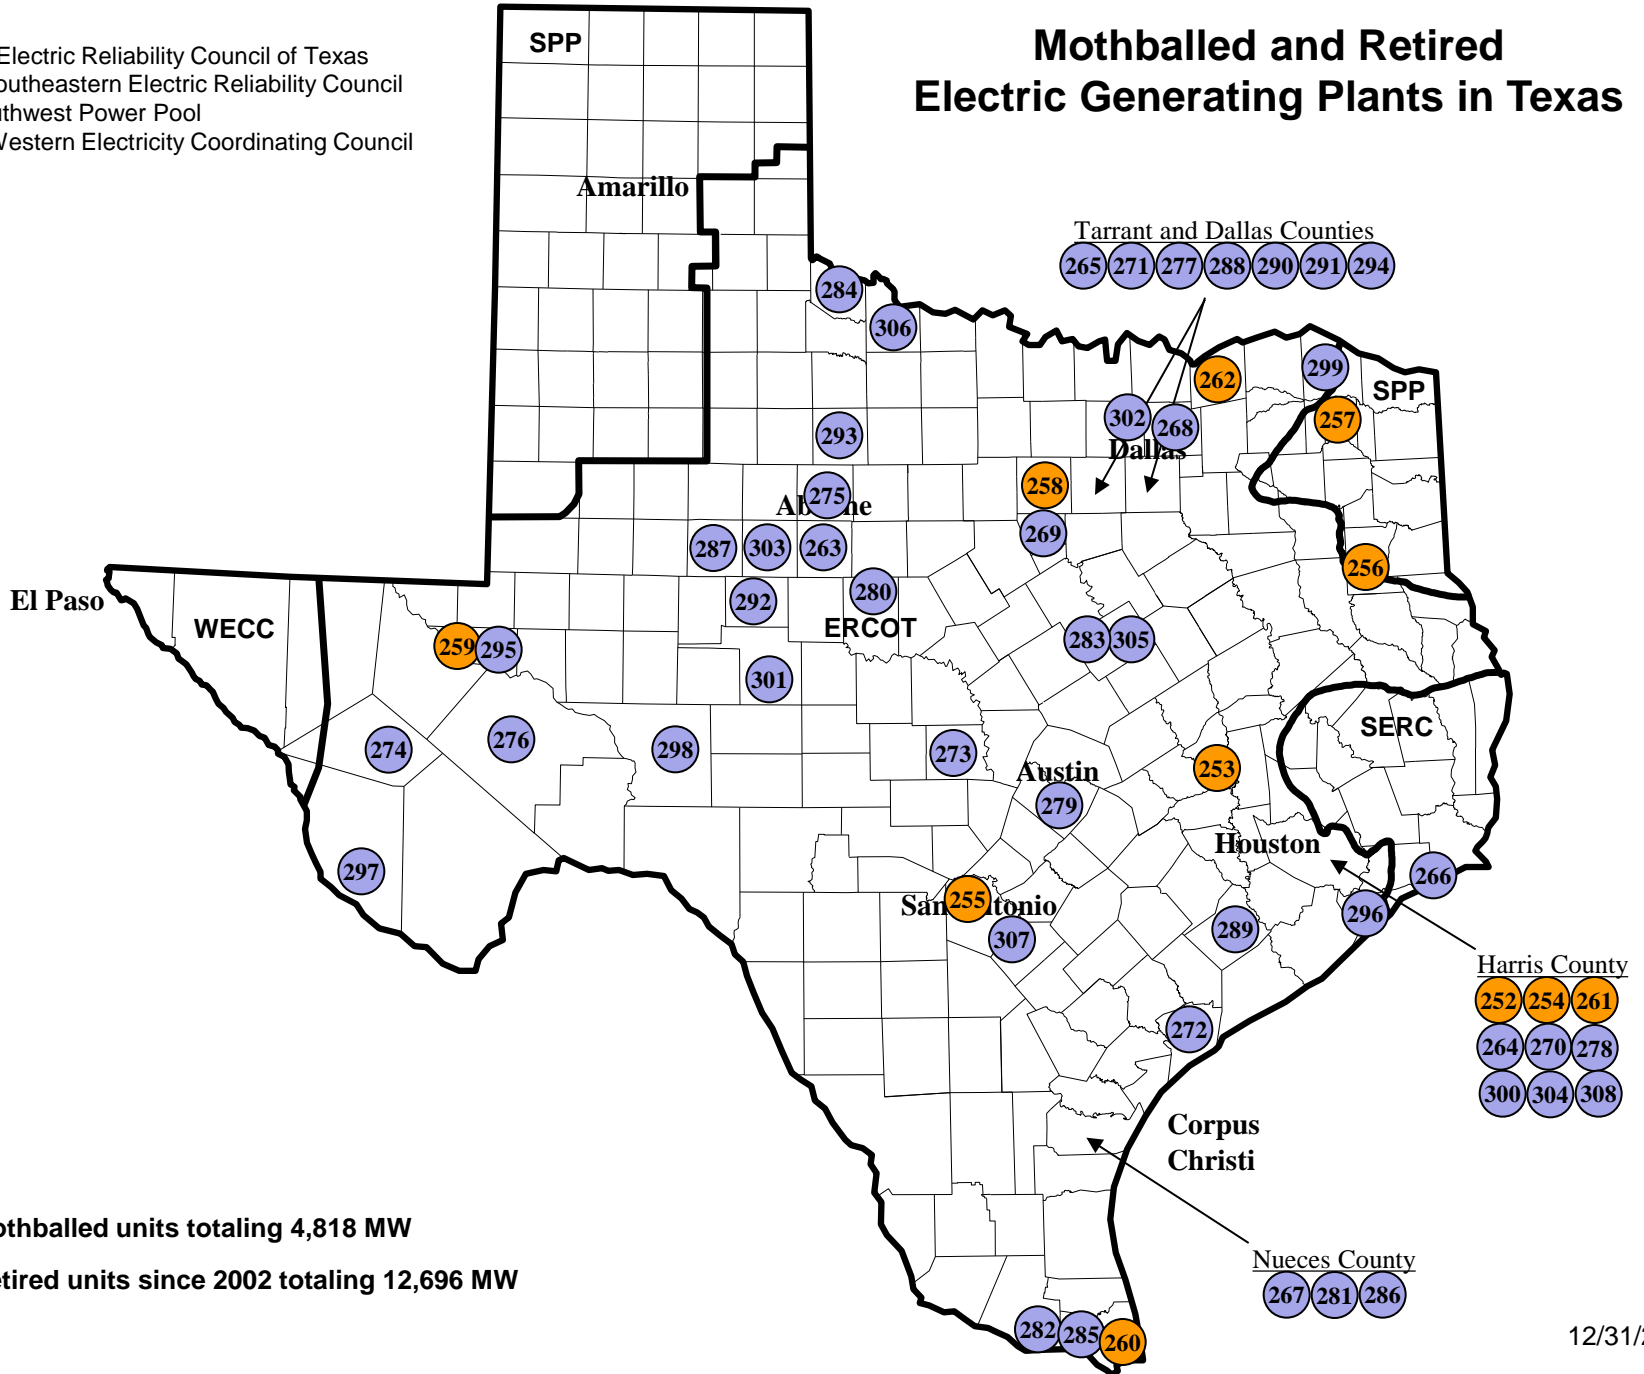 Mothballed and Retired
Electric Generating Plants in Texas
Electric Reliability Council of Texas
outheastern Electric Reliability Council
uthwest Power Pool
Western Electricity Coordinating Council
SPP
Amarillo
Tarrant and Dallas Counties
265 271 277 288 290 291 294
284
306
262
299
SPP
257
302
268
Dallas
293
258
275
Ab ne
287 303 263
269
256
El Paso
WECC
292
280
ERCOT
259 295
283 305
301
274
276
298
273
SERC
253
Austin
279
Houston
297
266
255
San tonio
296
307
289
Harris County
252 254 261
264 270 278
300 304 308
272
Corpus
Christi
othballed units totaling 4,818 MW
etired units since 2002 totaling 12,696 MW
Nueces County
267 281 286
282 285 260
12/31/2